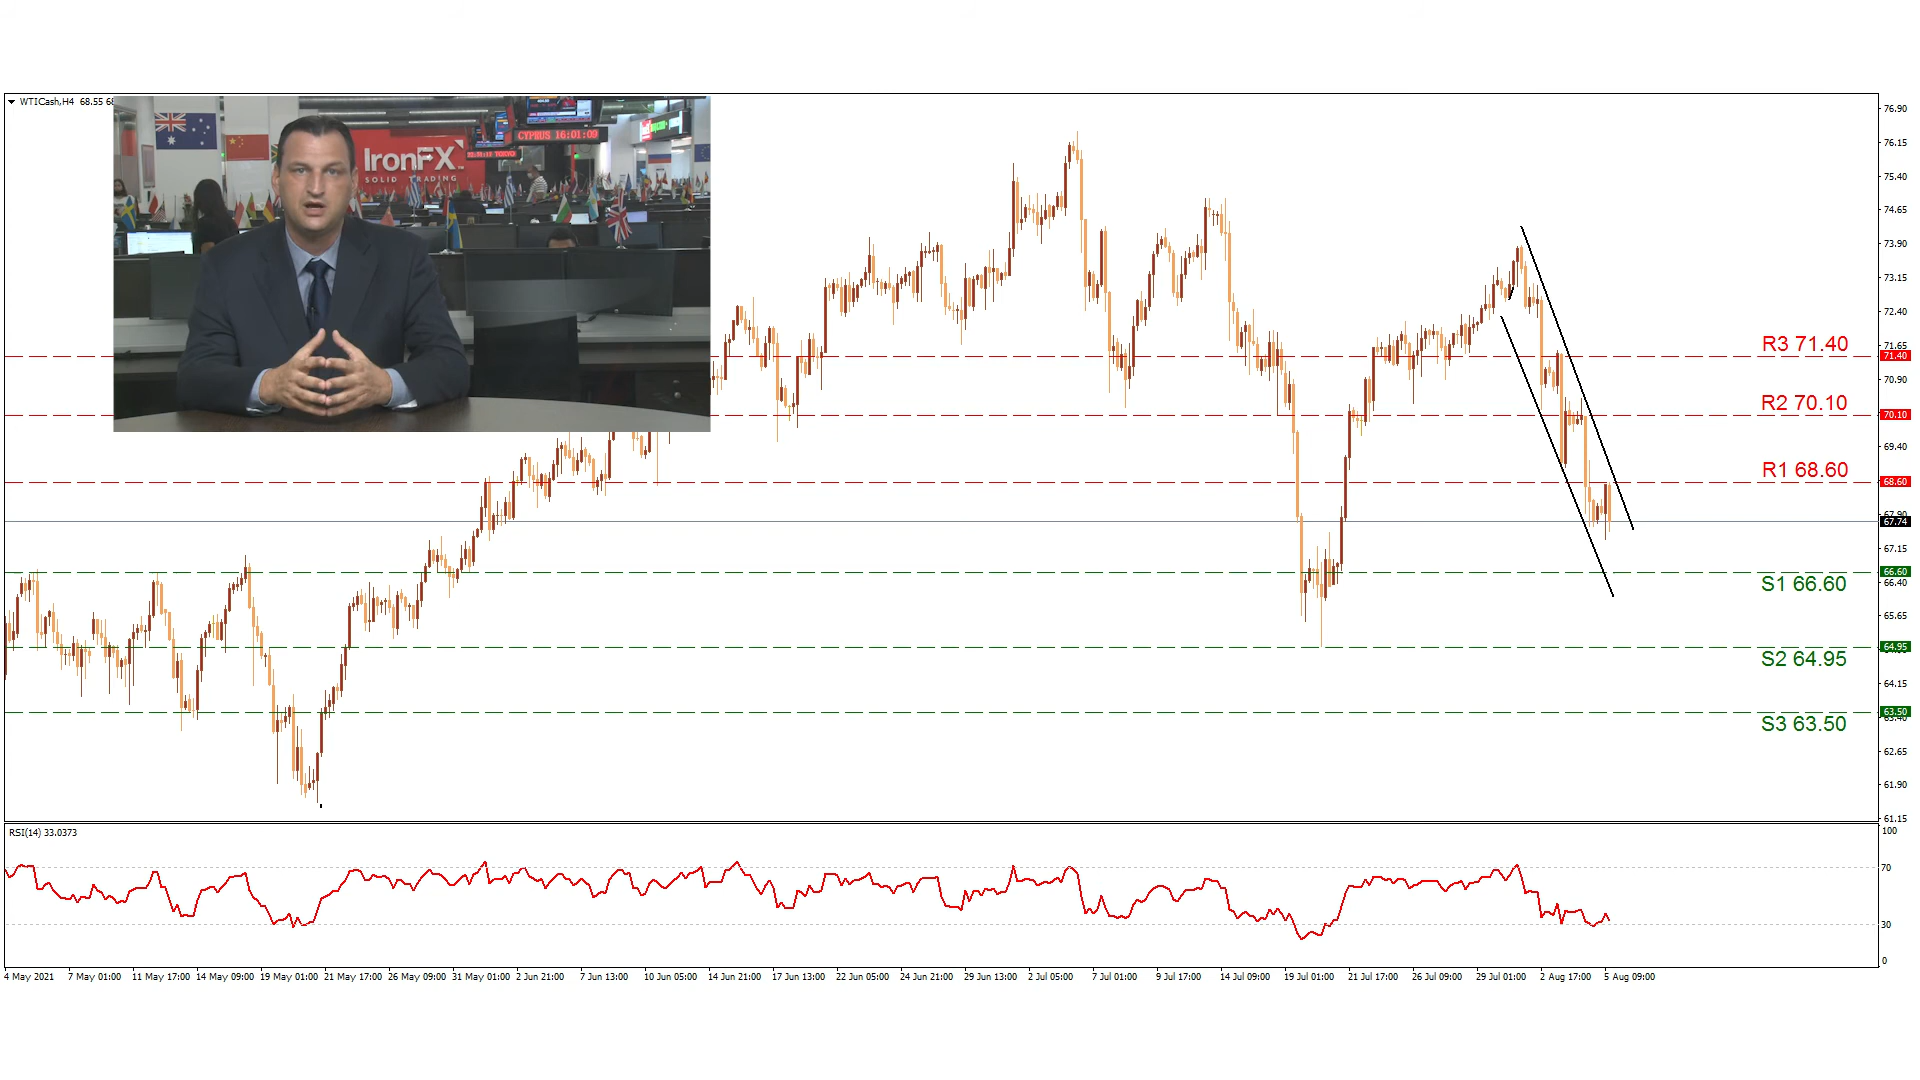 WTICash,H4 68.55 68
IronFX
SOLID TRADING
CYPRUS 16:01:09
TOKYO
R3 71.40
R2 70.10
R1 68.60
S1 66.60
S2 64.95
S3 63.50
76.90
76.15
75.40
74.65
73.90
73.15
72.40
71.65
71.40
70.90
70.10
69.40
68.60
67.90
67.74
67.15
66.60
66.40
65.65
64.95
64.15
63.50
63.40
62.65
61.90
61.15
RSI(14) 33.0373
100
70
30
0
4 May 2021 7 May 01:00 11 May 17:00 14 May 09:00 19 May 01:00 21 May 17:00 26 May 09:00 31 May 01:00 2 Jun 21:00 7 Jun 13:00 10 Jun 05:00 14 Jun 21:00 17 Jun 13:00 22 Jun 05:00 24 Jun 21:00 29 Jun 13:00 2 Jul 05:00 7 Jul 01:00 9 Jul 17:00 14 Jul 09:00 19 Jul 01:00 21 Jul 17:00 26 Jul 09:00 29 Jul 01:00 2 Aug 17:00 5 Aug 09:00